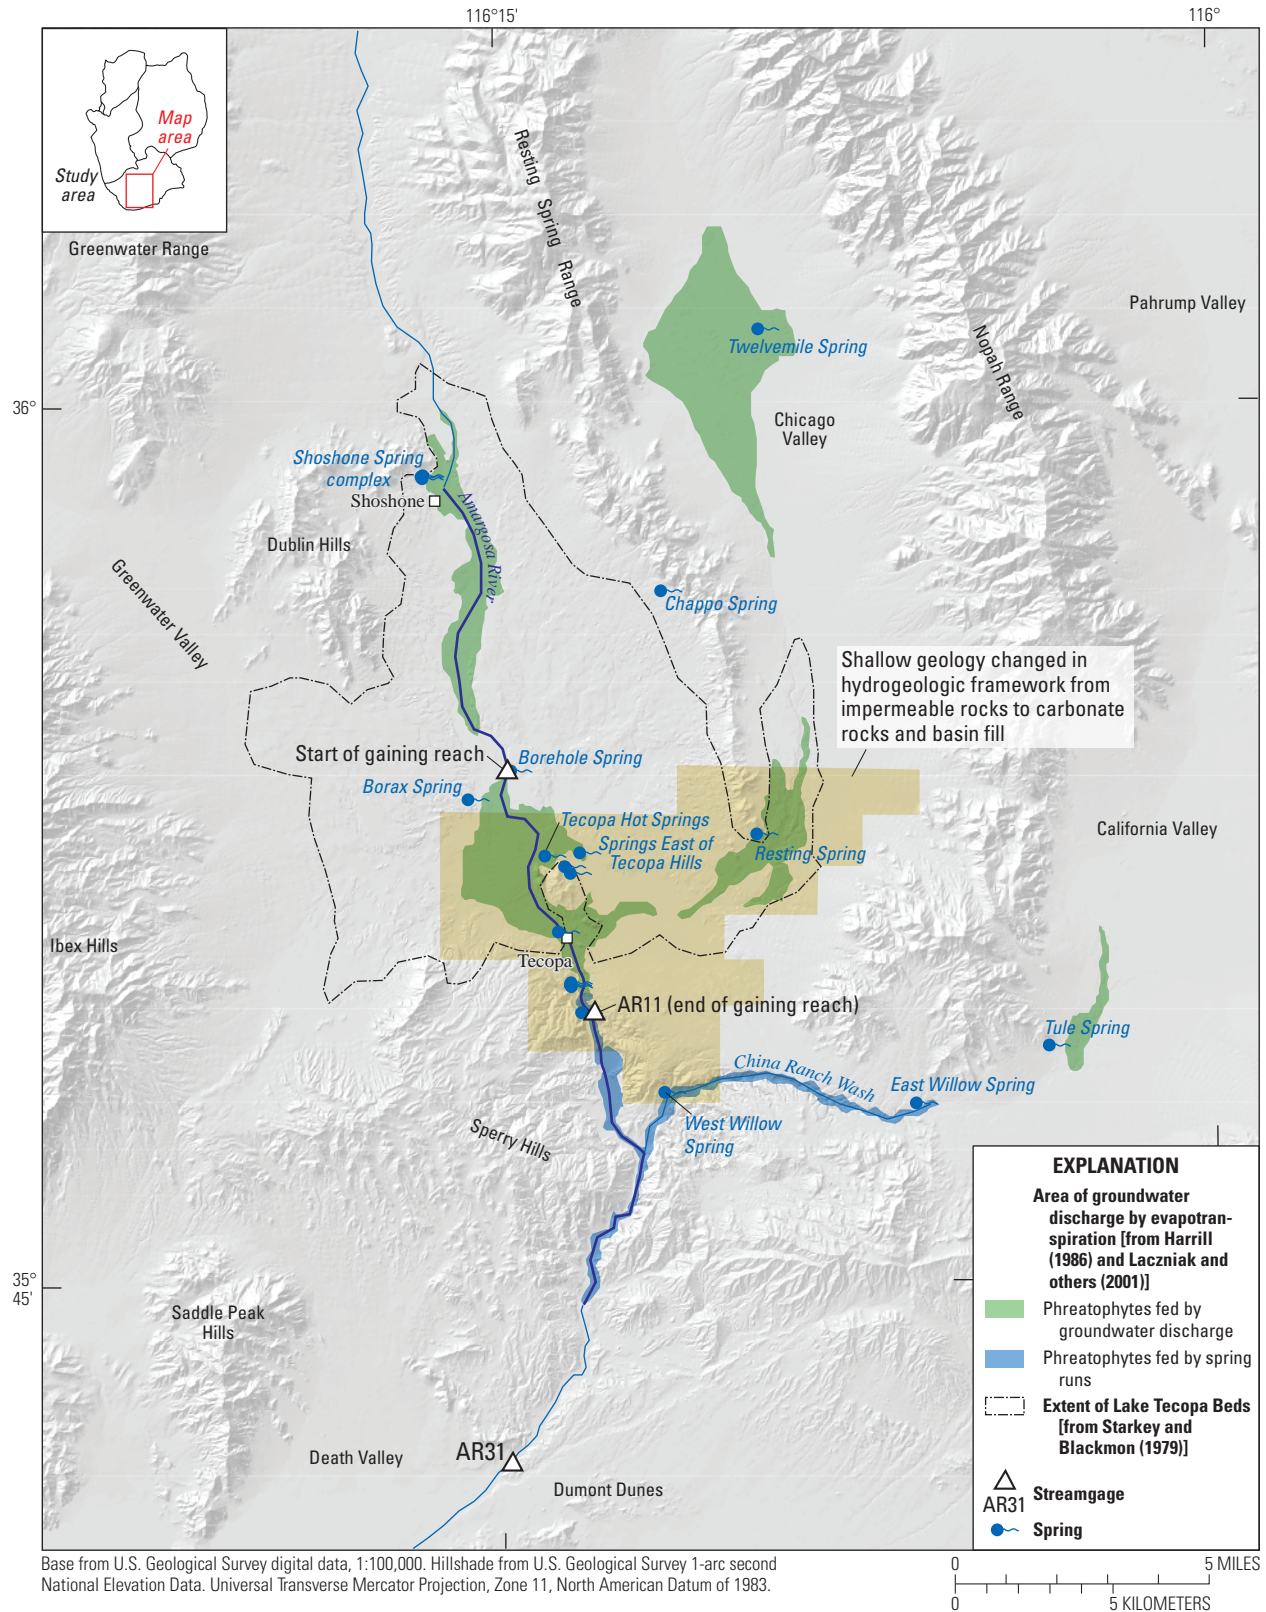 116°15'
116°
Map
area
Study
area
Greenwater Range
Resting Spring Range
Pahrump Valley
Twelvemile Spring
Nopah Range
36°
Chicago
Valley
Shoshone Spring
complex
Shoshone
Amargosa River
Dublin Hills
Greenwater Valley
Chappo Spring
Shallow geology changed in
hydrogeologic framework from
impermeable rocks to carbonate
rocks and basin fill
Start of gaining reach
Borehole Spring
Borax Spring
Tecopa Hot Springs
Springs East of
Tecopa Hills
Resting Spring
California Valley
Ibex Hills
Tecopa
AR11 (end of gaining reach)
Tule Spring
China Ranch Wash
East Willow Spring
West Willow
Spring
Sperry Hills
35°
45'
Saddle Peak
Hills
Death Valley
AR31
Dumont Dunes
EXPLANATION
Area of groundwater
discharge by evapotran-
spiration [from Harrill
(1986) and Laczniak and
others (2001)]
Phreatophytes fed by
groundwater discharge
Phreatophytes fed by spring
runs
Extent of Lake Tecopa Beds
[from Starkey and
Blackmon (1979)]
AR31
Streamgage
Spring
Base from U.S. Geological Survey digital data, 1:100,000. Hillshade from U.S. Geological Survey 1-arc second
National Elevation Data. Universal Transverse Mercator Projection, Zone 11, North American Datum of 1983.
0 5 MILES
0 5 KILOMETERS